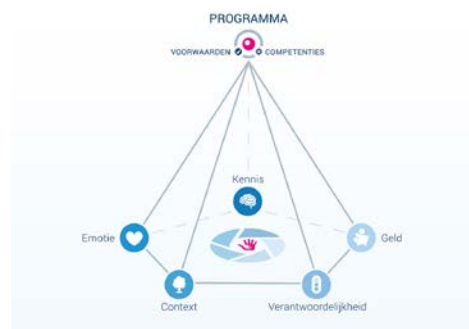 PROGRAMMA
VOORWAARDEN COMPETENTIES
Kennis
Emotie
Geld
Context
Verantwoordelijkheid